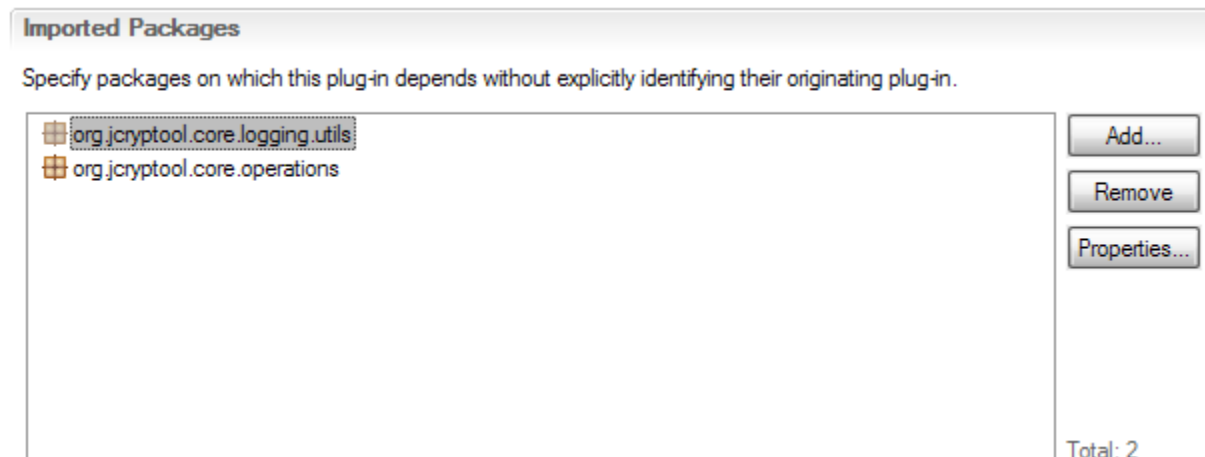 Imported Packages
Specify packages on which this plug-in depends without explicitly identifying their originating plug-in.
org.jcryptool.core.logging.utils
org.jcryptool.core.operations
Add...
Remove
Properties...
Total: 2